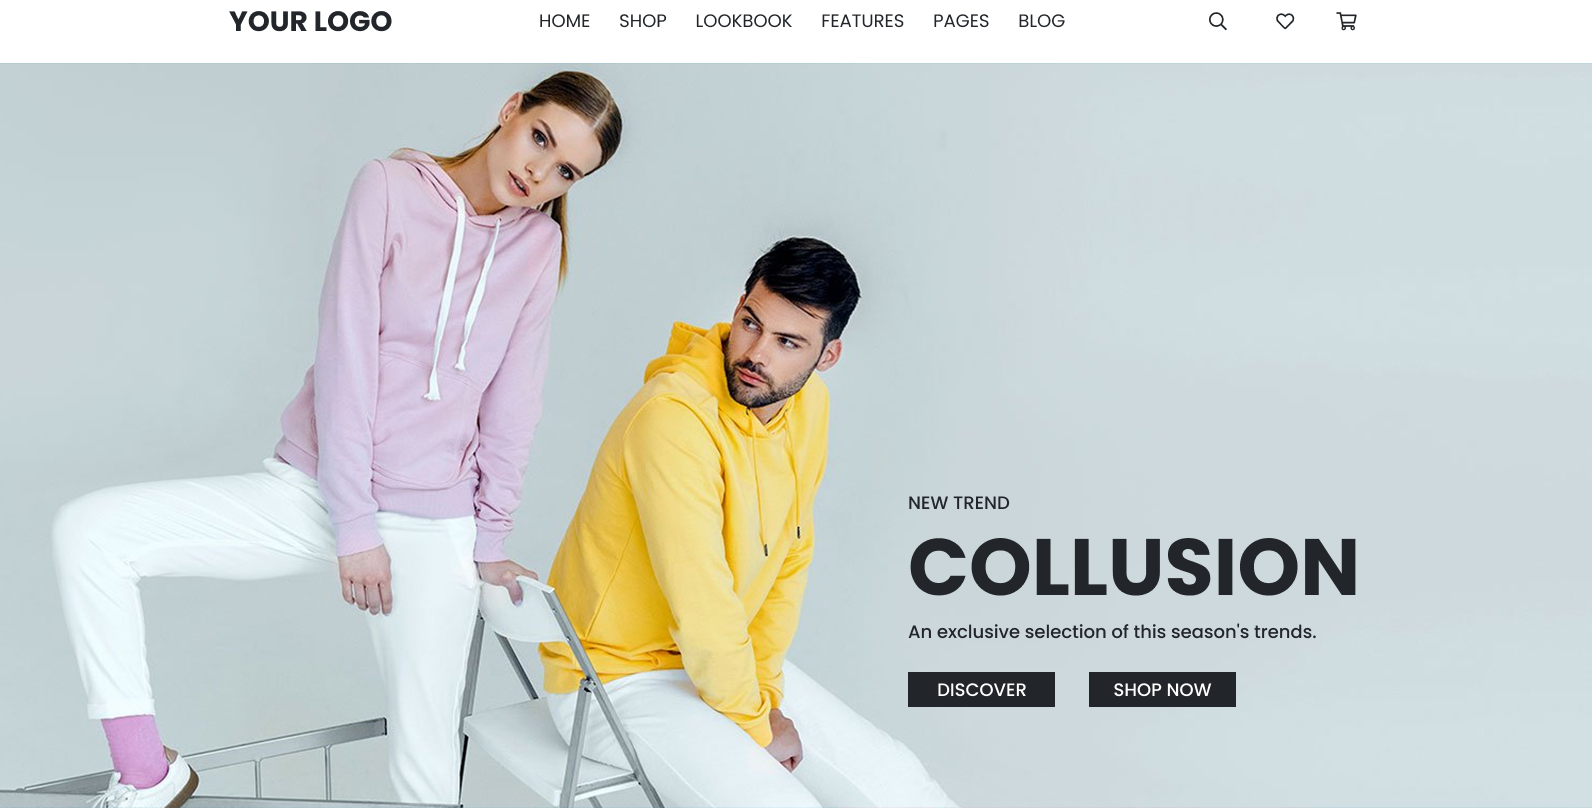 YOUR LOGO
HOME SHOP LOOKBOOK FEATURES PAGES BLOG
NEW TREND
COLLUSION
An exclusive selection of this season's trends.
DISCOVER SHOP NOW